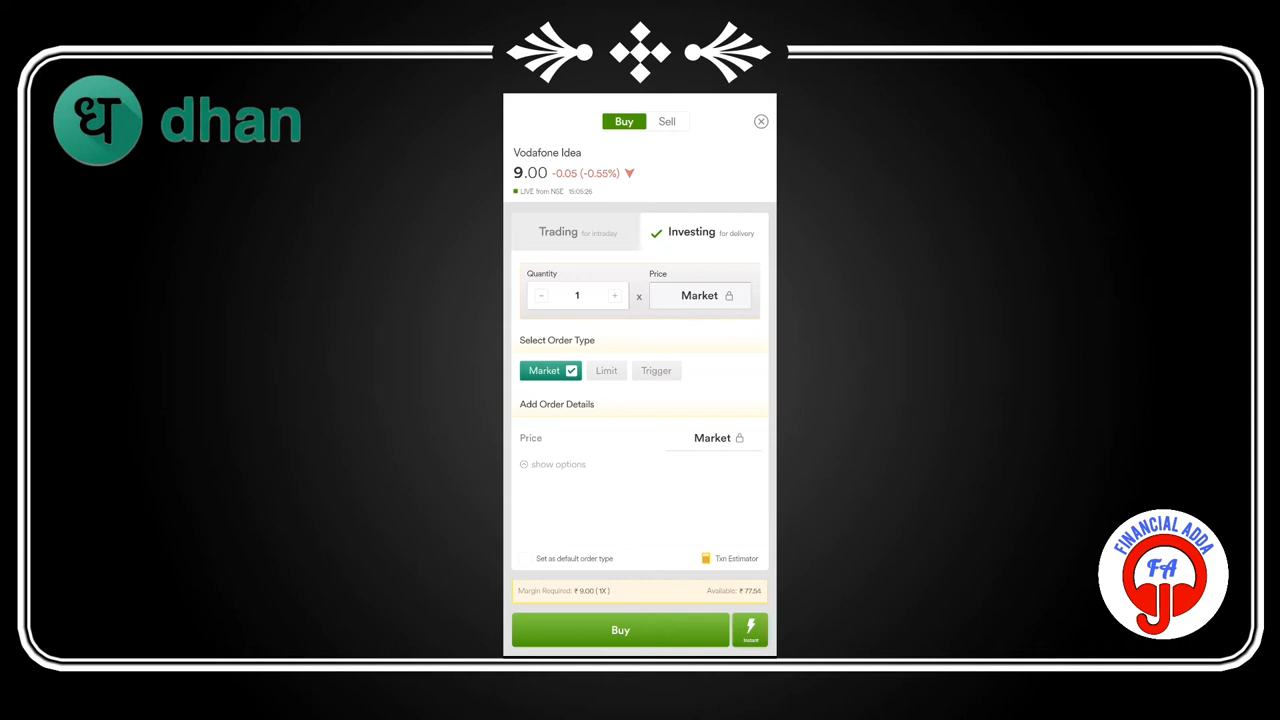 ध dhan
Buy Sell
Vodafone Idea
9.00 -0.05 (-0.55%)
LIVE from NSE 15:05:26
Trading for intraday Investing for delivery
Quantity Price
- 1 + x Market
Select Order Type
Market Limit Trigger
Add Order Details
Price Market
show options
Set as default order type Txn Estimator
Margin Required: ₹ 9.00 (1X) Available: ₹ 77.54
Buy Instant
FINANCIAL ADDA
FA